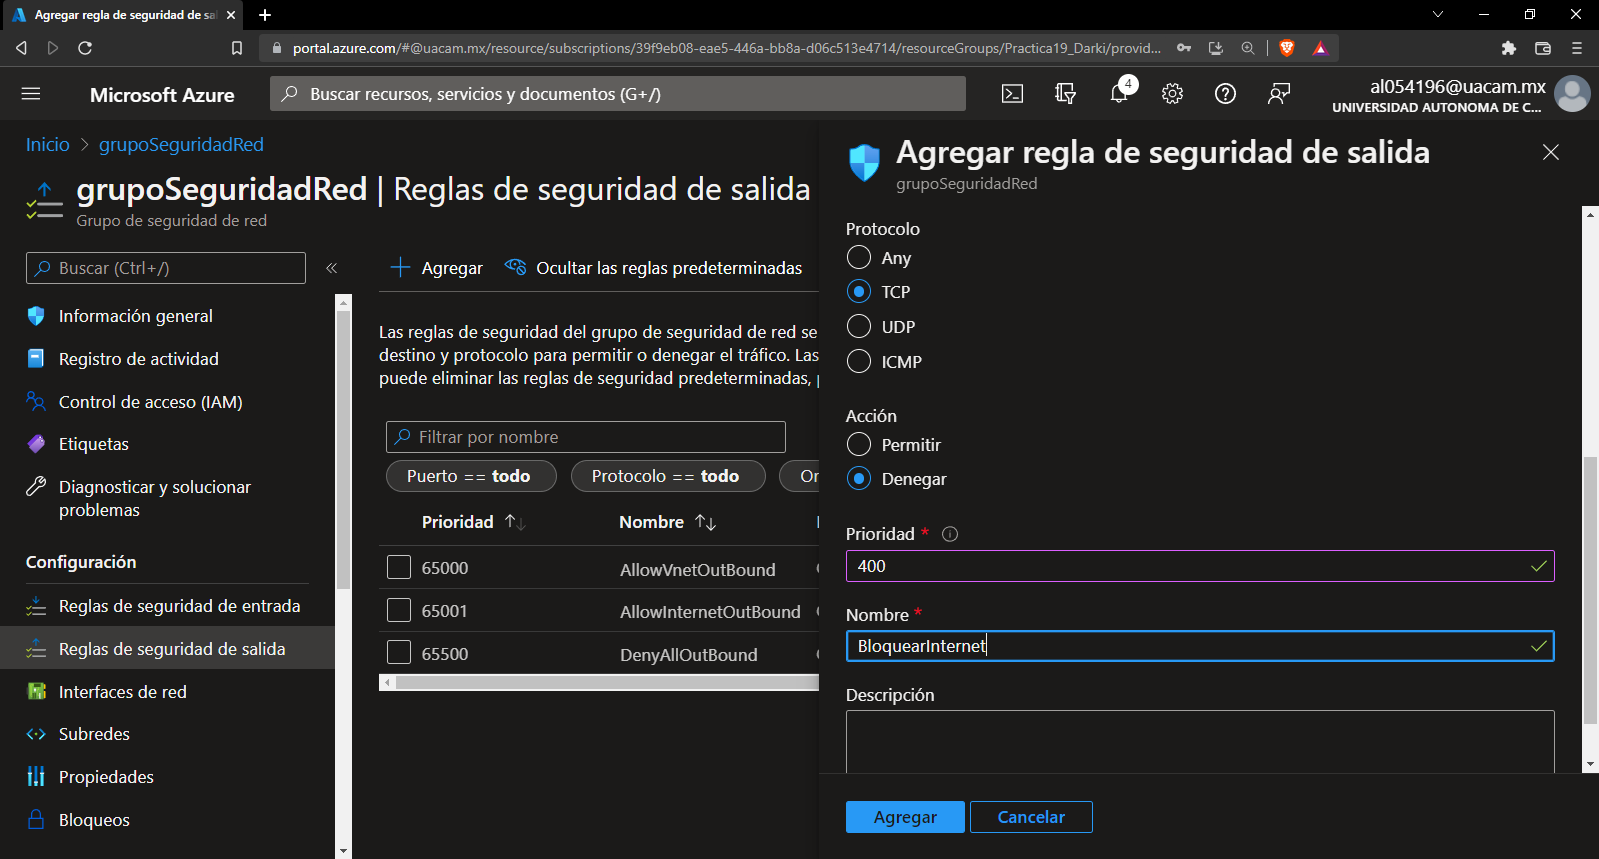 Agregar regla de seguridad de sal
portal.azure.com/#@uacam.mx/resource/subscriptions/39f9eb08-eae5-446a-bb8a-d06c513e4714/resourceGroups/Practica19_Darki/provid...
Microsoft Azure
Buscar recursos, servicios y documentos (G+/)
4
al054196@uacam.mx
UNIVERSIDAD AUTONOMA DE C...
Inicio > grupoSeguridadRed
grupoSeguridadRed | Reglas de seguridad de salida
Grupo de seguridad de red
Buscar (Ctrl+/)
«
Información general
Registro de actividad
Control de acceso (IAM)
Etiquetas
Diagnosticar y solucionar
problemas
Configuración
Reglas de seguridad de entrada
Reglas de seguridad de salida
Interfaces de red
Subredes
Propiedades
Bloqueos
Agregar
Ocultar las reglas predeterminadas
Las reglas de seguridad del grupo de seguridad de red se
destino y protocolo para permitir o denegar el tráfico. Las
puede eliminar las reglas de seguridad predeterminadas, p
Filtrar por nombre
Puerto == todo
Protocolo == todo
Or
Prioridad ↑↓
Nombre ↑↓
65000
AllowVnetOutBound
65001
AllowInternetOutBound
65500
DenyAllOutBound
Agregar regla de seguridad de salida
grupoSeguridadRed
Protocolo
Any
TCP
UDP
ICMP
Acción
Permitir
Denegar
Prioridad *
400
Nombre *
BloquearInternet
Descripción
Agregar
Cancelar